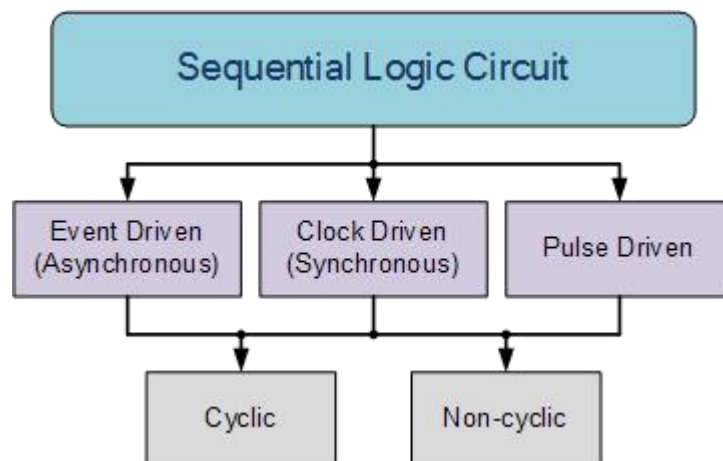 Sequential Logic Circuit
Event Driven
(Asynchronous)
Clock Driven
(Synchronous)
Pulse Driven
Cyclic
Non-cyclic